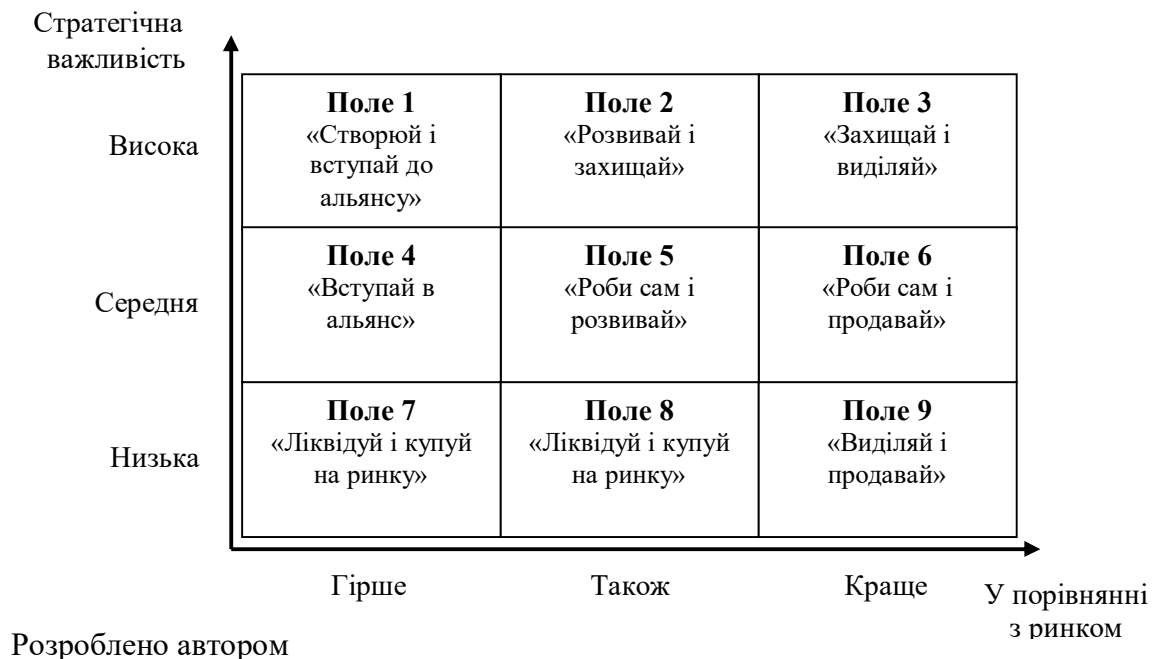 Стратегічна
важливість
Висока
Поле 1
«Створюй і
вступай до
альянсу»
Поле 2
«Розвивай і
захищай»
Поле 3
«Захищай і
виділяй»
Середня
Поле 4
«Вступай в
альянс»
Поле 5
«Роби сам і
розвивай»
Поле 6
«Роби сам і
продавай»
Низька
Поле 7
«Ліквідуй і купуй
на ринку»
Поле 8
«Ліквідуй і купуй
на ринку»
Поле 9
«Виділяй і
продавай»
Гірше
Також
Краще
У порівнянні
з ринком
Розроблено автором